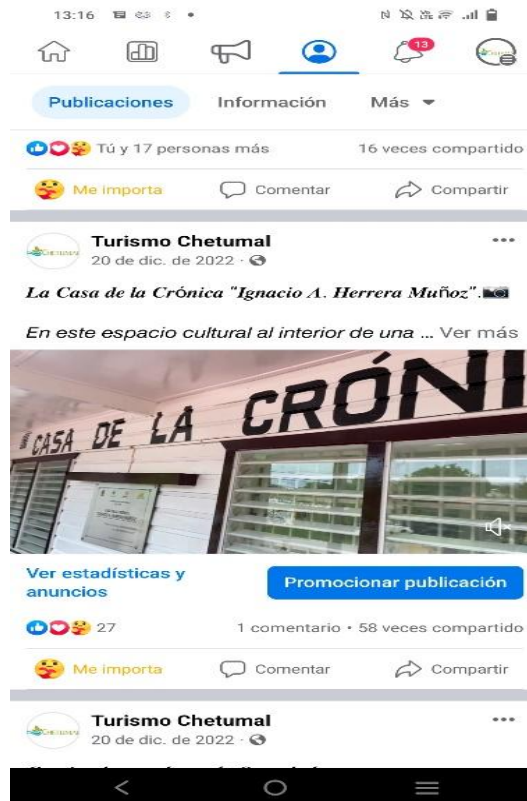 13:16
13
Publicaciones Información Más
Tú y 17 personas más 16 veces compartido
Me importa Comentar Compartir
Turismo Chetumal
20 de dic. de 2022 ·
La Casa de la Crónica "Ignacio A. Herrera Muñoz".
En este espacio cultural al interior de una ... Ver más
CASA DE LA CRÓNI
Ver estadísticas y
anuncios
Promocionar publicación
27 1 comentario • 58 veces compartido
Me importa Comentar Compartir
Turismo Chetumal
20 de dic. de 2022 ·